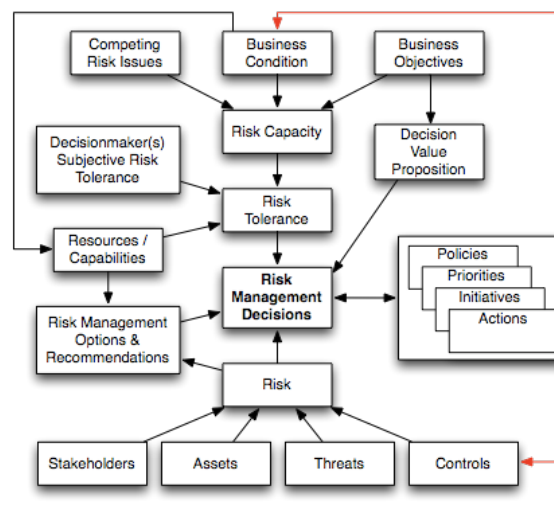 Competing
Risk Issues
Business
Condition
Business
Objectives
Risk Capacity
Decisionmaker(s)
Subjective Risk
Tolerance
Decision
Value
Proposition
Risk
Tolerance
Resources /
Capabilities
Risk
Management
Decisions
Policies
Priorities
Initiatives
Actions
Risk Management
Options &
Recommendations
Risk
Stakeholders
Assets
Threats
Controls